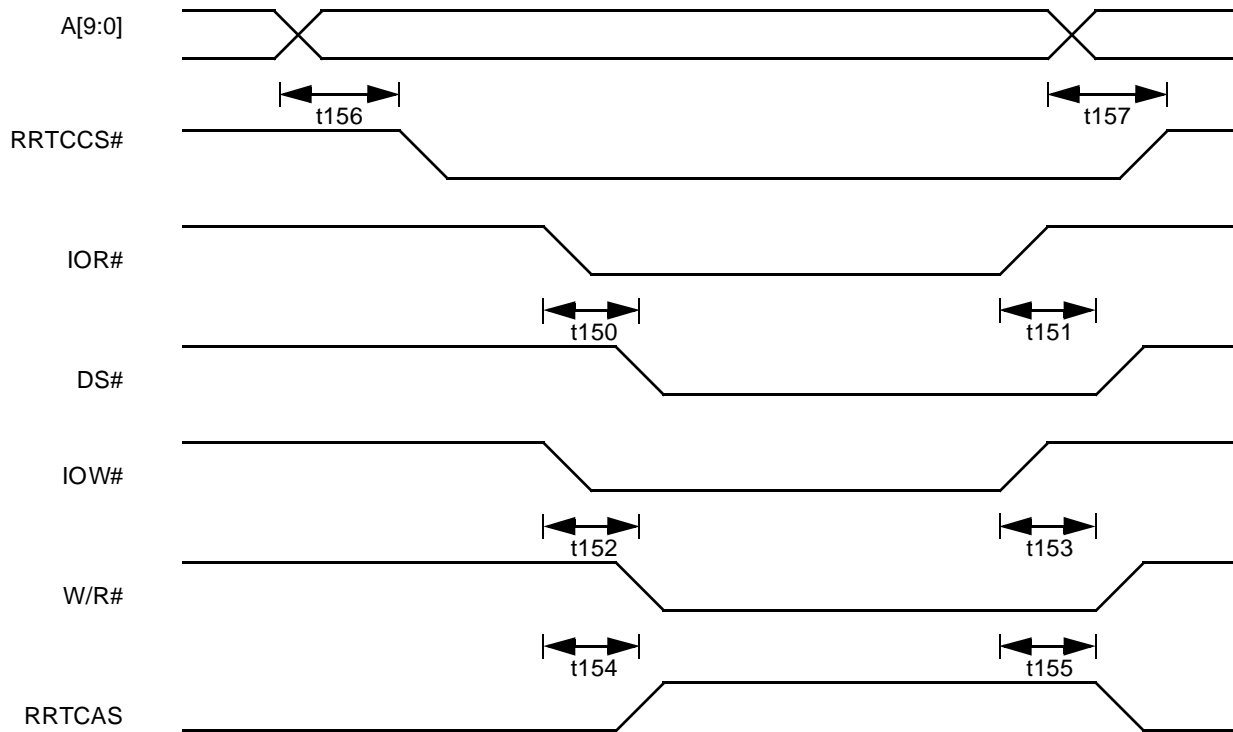 A[9:0]
t156
t157
RRTCCS#
IOR#
t150
t151
DS#
IOW#
t152
t153
W/R#
t154
t155
RRTCAS